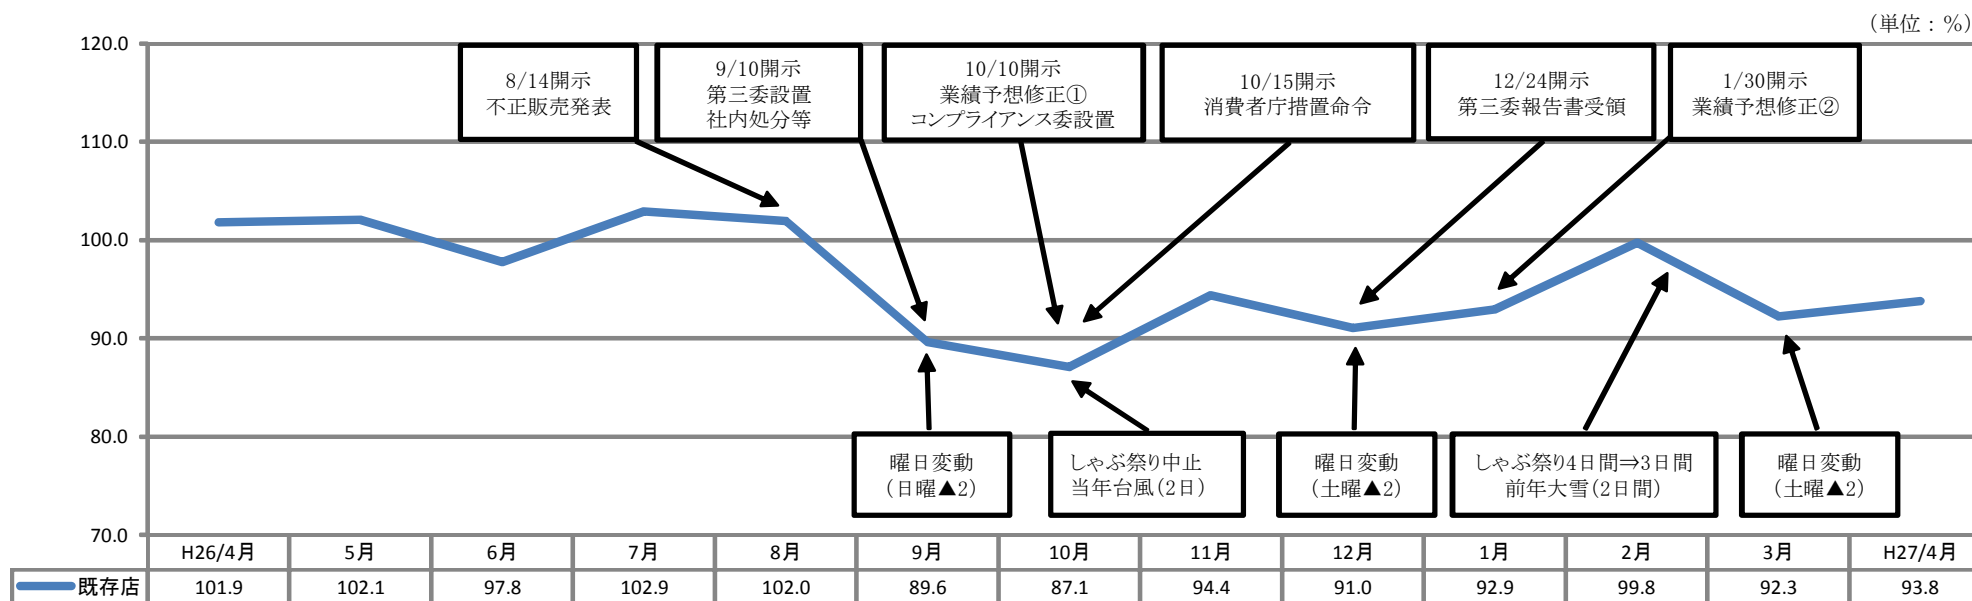 (単位：%)
120.0
110.0
100.0
90.0
80.0
70.0
8/14開示
不正販売発表
9/10開示
第三委設置
社内処分等
10/10開示
業績予想修正①
コンプライアンス委設置
10/15開示
消費者庁措置命令
12/24開示
第三委報告書受領
1/30開示
業績予想修正②
曜日変動
(日曜▲2)
しゃぶ祭り中止
当年台風(2日)
曜日変動
(土曜▲2)
しゃぶ祭り4日間⇒3日間
前年大雪(2日間)
曜日変動
(土曜▲2)
H26/4月 5月 6月 7月 8月 9月 10月 11月 12月 1月 2月 3月 H27/4月
既存店 101.9 102.1 97.8 102.9 102.0 89.6 87.1 94.4 91.0 92.9 99.8 92.3 93.8